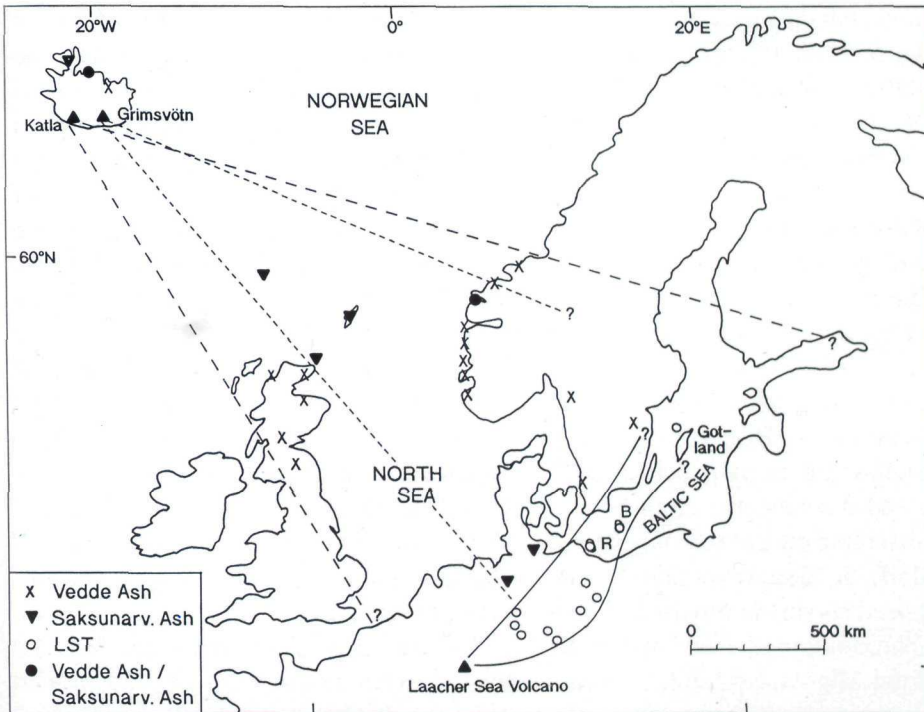 20°W
0°
20°E
NORWEGIAN
SEA
Katla
Grimsvötn
60°N
?
?
?
?
Got-
land
?
NORTH
SEA
BALTIC SEA
B
R
?
x Vedde Ash
▼ Saksunarv. Ash
○ LST
● Vedde Ash /
Saksunarv. Ash
0 500 km
Laacher Sea Volcano